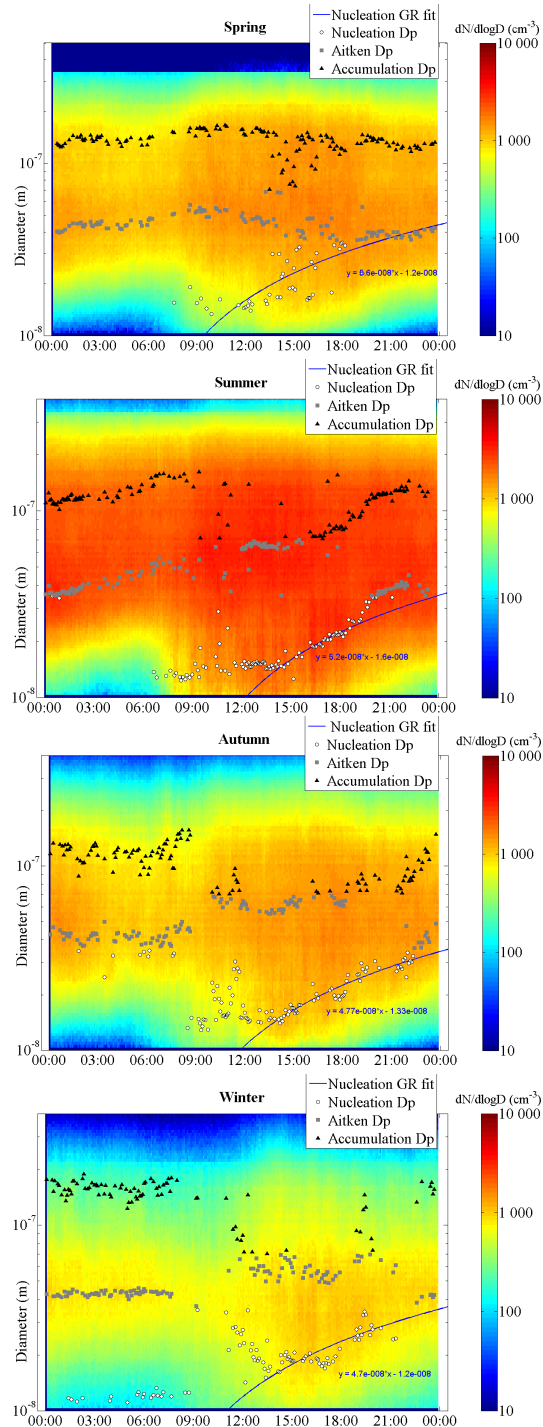 Spring
Nucleation GR fit
Nucleation Dp
Aitken Dp
Accumulation Dp
dN/dlogD (cm-3)
10 000
1 000
100
10
Diameter (m)
10-7
10-8
y = 6.6e-008*x - 1.2e-008
00:00 03:00 06:00 09:00 12:00 15:00 18:00 21:00 00:00
Summer
Nucleation GR fit
Nucleation Dp
Aitken Dp
Accumulation Dp
dN/dlogD (cm-3)
10 000
1 000
100
10
Diameter (m)
10-7
10-8
y = 5.2e-008*x - 1.6e-008
00:00 03:00 06:00 09:00 12:00 15:00 18:00 21:00 00:00
Autumn
Nucleation GR fit
Nucleation Dp
Aitken Dp
Accumulation Dp
dN/dlogD (cm-3)
10 000
1 000
100
10
Diameter (m)
10-7
10-8
y = 4.77e-008*x - 1.33e-008
00:00 03:00 06:00 09:00 12:00 15:00 18:00 21:00 00:00
Winter
Nucleation GR fit
Nucleation Dp
Aitken Dp
Accumulation Dp
dN/dlogD (cm-3)
10 000
1 000
100
10
Diameter (m)
10-7
10-8
y = 4.7e-008*x - 1.2e-008
00:00 03:00 06:00 09:00 12:00 15:00 18:00 21:00 00:00